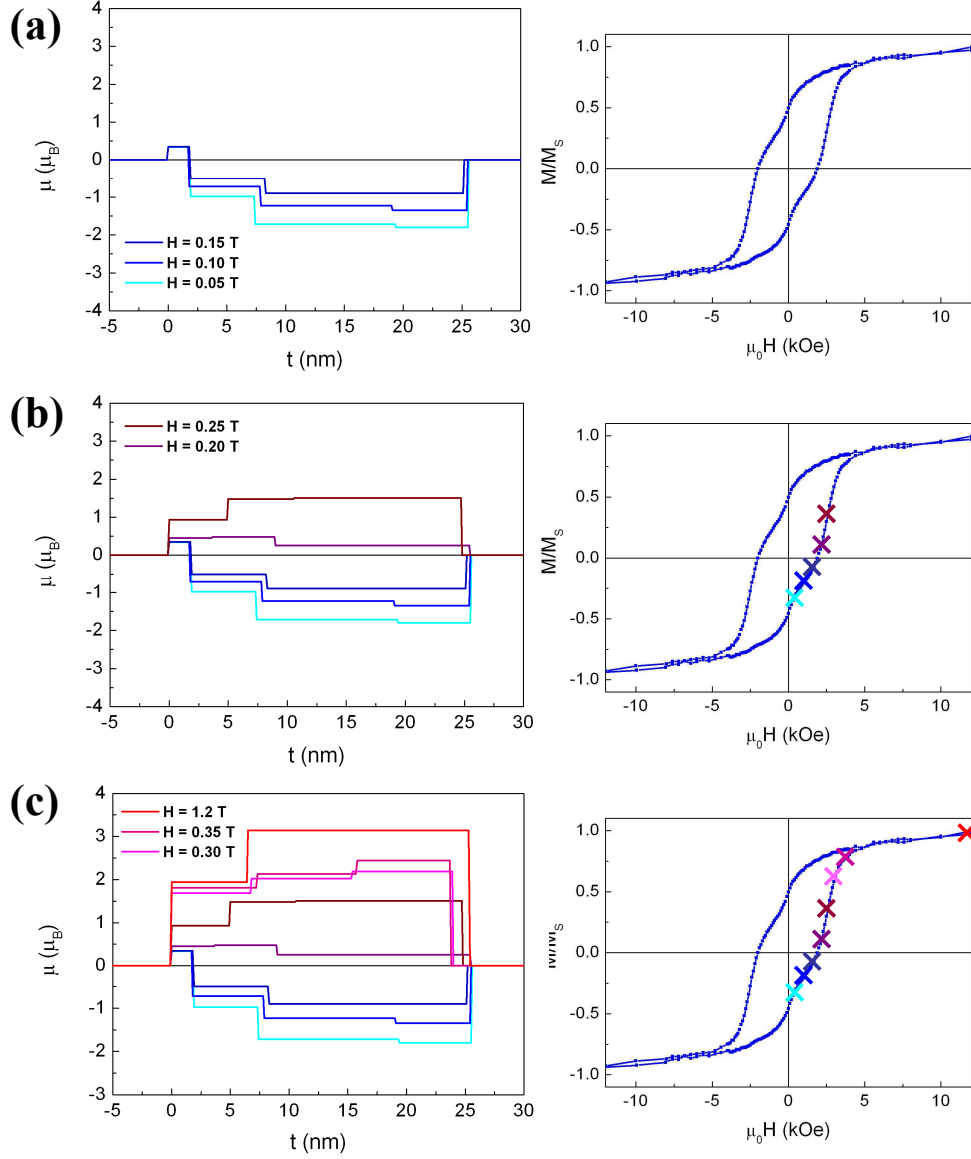 (a)
4
3
2
1
0
-1
-2
-3
-4
μ (μB)
H = 0.15 T
H = 0.10 T
H = 0.05 T
-5 0 5 10 15 20 25 30
t (nm)
1.0
0.5
0.0
-0.5
-1.0
M/MS
-10 -5 0 5 10
μ0H (kOe)
(b)
4
3
2
1
0
-1
-2
-3
-4
μ (μB)
H = 0.25 T
H = 0.20 T
-5 0 5 10 15 20 25 30
t (nm)
1.0
0.5
0.0
-0.5
-1.0
M/MS
-10 -5 0 5 10
μ0H (kOe)
(c)
4
3
2
1
0
-1
-2
-3
μ (μB)
H = 1.2 T
H = 0.35 T
H = 0.30 T
-5 0 5 10 15 20 25 30
t (nm)
1.0
0.5
0.0
-0.5
-1.0
M/MS
-10 -5 0 5 10
μ0H (kOe)